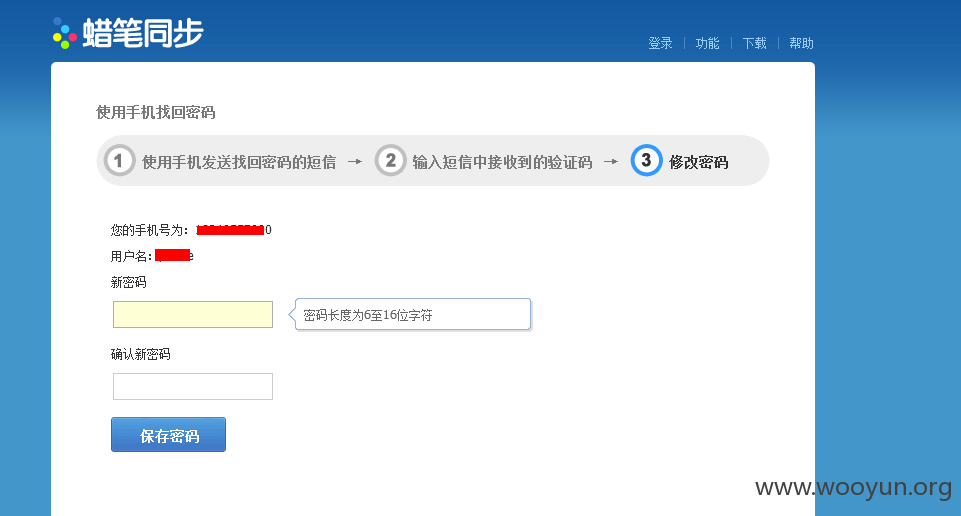 蜡笔同步
登录 功能 下载 帮助
使用手机找回密码
1 使用手机发送找回密码的短信 → 2 输入短信中接收到的验证码 → 3 修改密码
您的手机号为： 0
用户名： e
新密码
密码长度为6至16位字符
确认新密码
保存密码
www.wooyun.org